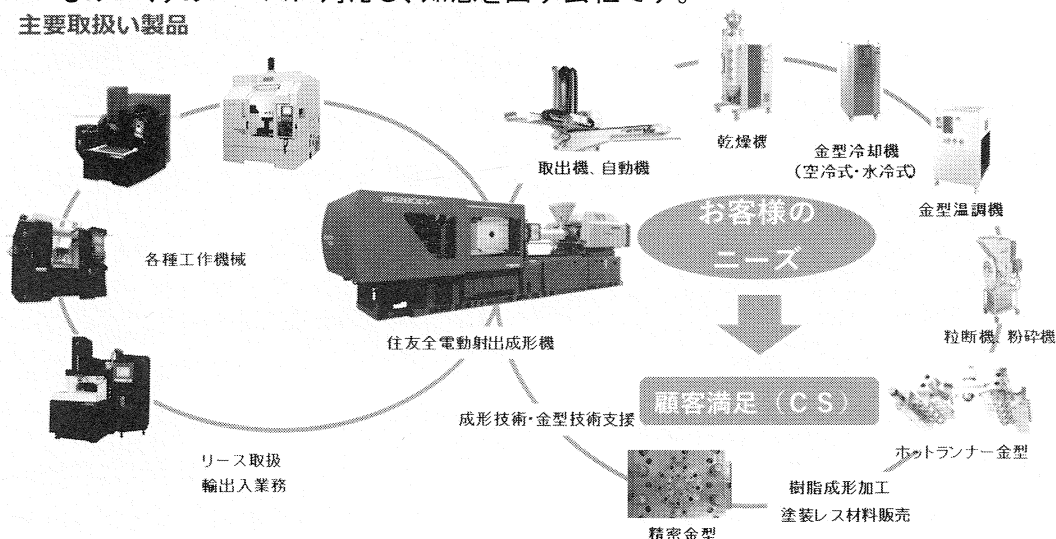 主要取扱い製品
取出機、自動機
乾燥機
金型冷却機
(空冷式・水冷式)
金型温調機
お客様の
ニーズ
各種工作機械
住友全電動射出成形機
粒断機、粉砕機
顧客満足(CS)
成形技術・金型技術支援
ホットランナー金型
リース取扱
輸出入業務
樹脂成形加工
塗装レス材料販売
精密金型